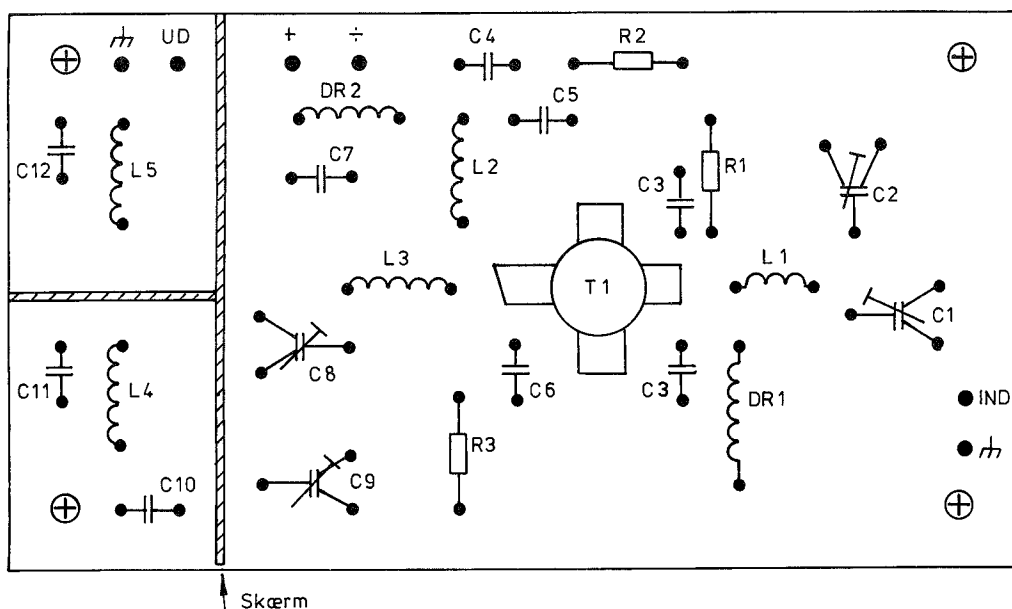 UD
+
÷
C4
R2
DR2
C5
C12
L5
C7
L2
C3
R1
C2
L3
T1
L1
C1
C11
L4
C8
C6
C3
DR1
IND
R3
C10
C9
Skærm